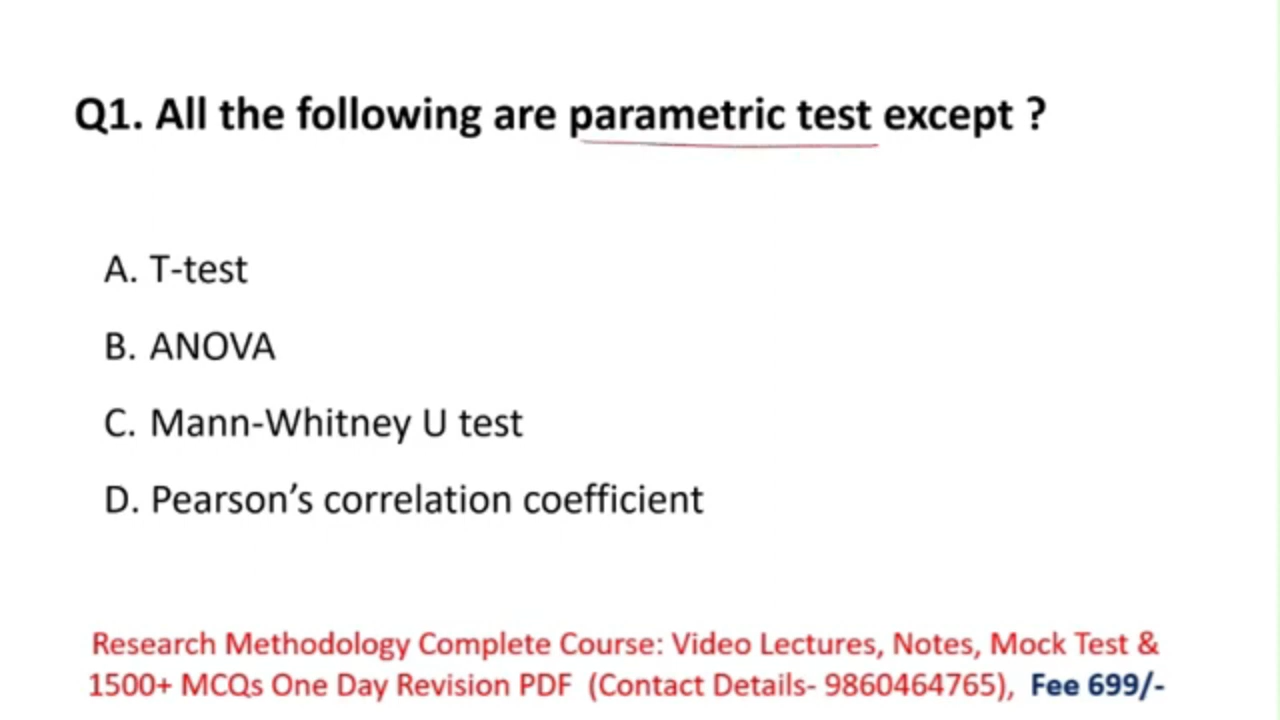 Q1. All the following are parametric test except ?
A. T-test
B. ANOVA
C. Mann-Whitney U test
D. Pearson’s correlation coefficient
Research Methodology Complete Course: Video Lectures, Notes, Mock Test &
1500+ MCQs One Day Revision PDF (Contact Details- 9860464765), Fee 699/-